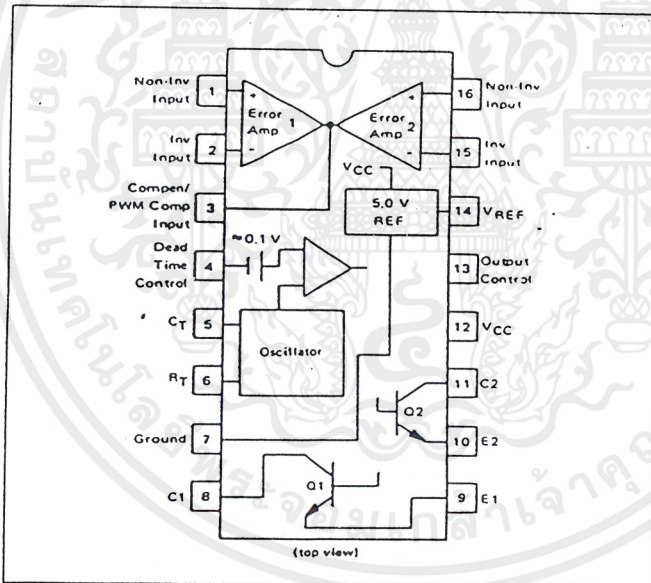 Non-Inv
Input
1
+
Error
Amp
1
-
Inv
Input
2
Compen/
PWM Comp
Input
3
Dead
Time
Control
4
≈0.1 V
CT
5
RT
6
Oscillator
Ground
7
C1
8
Q1
+
Error
Amp
2
-
16
Non-Inv
Input
15
Inv
Input
VCC
5.0 V
REF
14
VREF
13
Output
Control
12
VCC
11
C2
Q2
10
E2
9
E1
(top view)